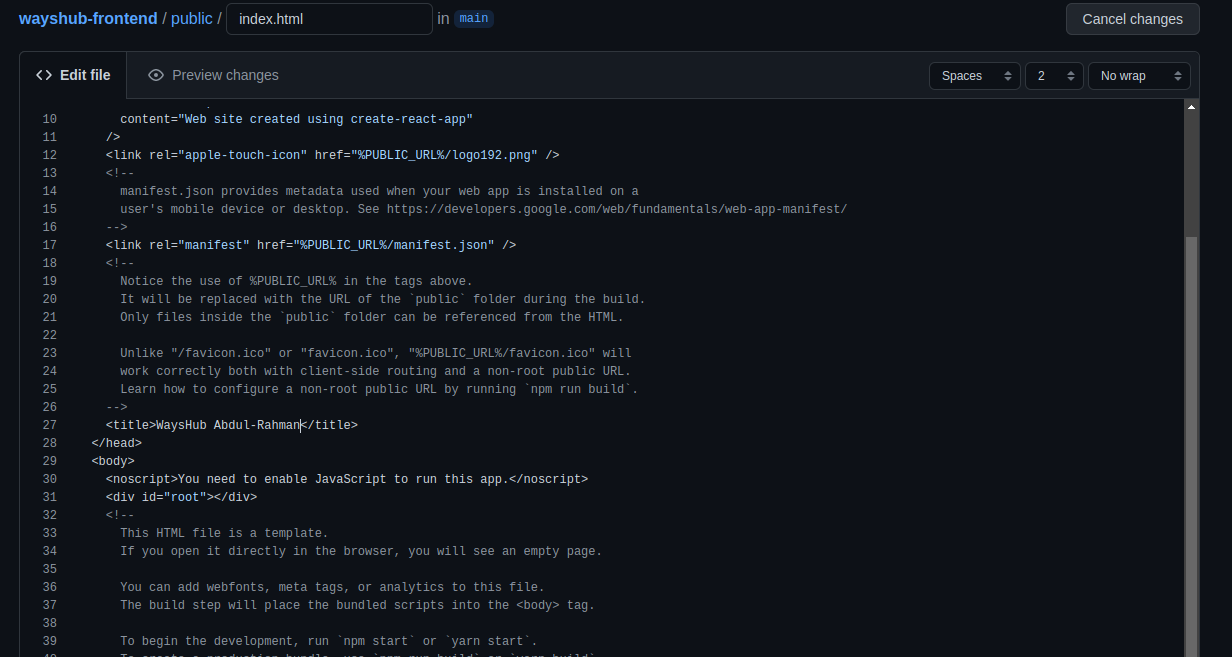 wayshub-frontend / public / index.html in main Cancel changes
<> Edit file Preview changes Spaces 2 No wrap
10 content="Web site created using create-react-app"
11 />
12 <link rel="apple-touch-icon" href="%PUBLIC_URL%/logo192.png" />
13 <!--
14 manifest.json provides metadata used when your web app is installed on a
15 user's mobile device or desktop. See https://developers.google.com/web/fundamentals/web-app-manifest/
16 -->
17 <link rel="manifest" href="%PUBLIC_URL%/manifest.json" />
18 <!--
19 Notice the use of %PUBLIC_URL% in the tags above.
20 It will be replaced with the URL of the `public` folder during the build.
21 Only files inside the `public` folder can be referenced from the HTML.
22
23 Unlike "/favicon.ico" or "favicon.ico", "%PUBLIC_URL%/favicon.ico" will
24 work correctly both with client-side routing and a non-root public URL.
25 Learn how to configure a non-root public URL by running `npm run build`.
26 -->
27 <title>WaysHub Abdul-Rahman</title>
28 </head>
29 <body>
30 <noscript>You need to enable JavaScript to run this app.</noscript>
31 <div id="root"></div>
32 <!--
33 This HTML file is a template.
34 If you open it directly in the browser, you will see an empty page.
35
36 You can add webfonts, meta tags, or analytics to this file.
37 The build step will place the bundled scripts into the <body> tag.
38
39 To begin the development, run `npm start` or `yarn start`.
40 To create a production bundle, use `npm run build` or `yarn build`.